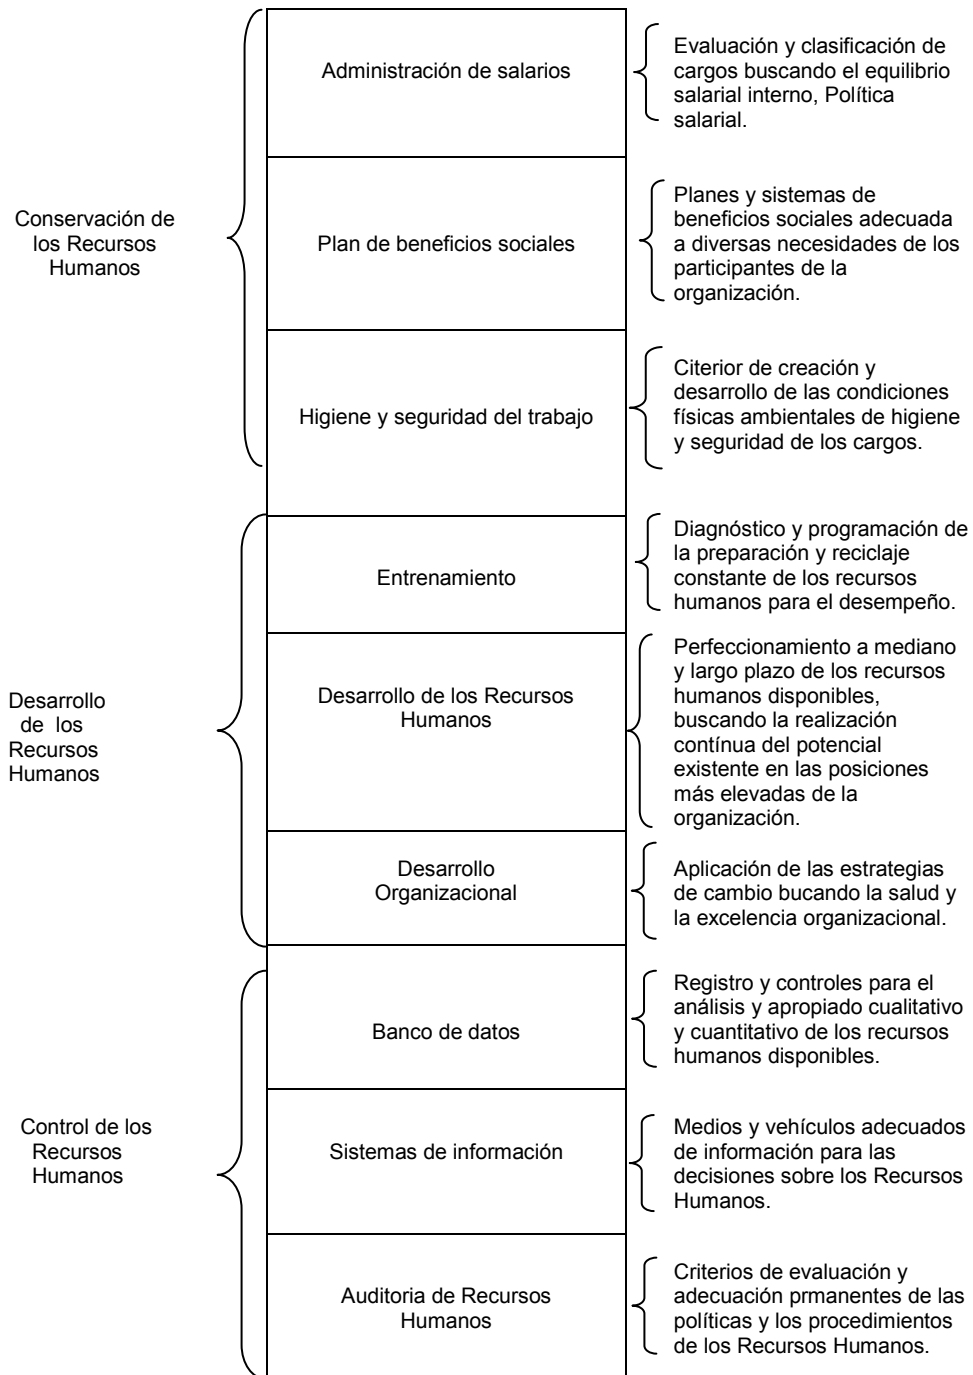 Administración de salarios
Evaluación y clasificación de
cargos buscando el equilibrio
salarial interno, Política
salarial.
Conservación de
los Recursos
Humanos
Plan de beneficios sociales
Planes y sistemas de
beneficios sociales adecuada
a diversas necesidades de los
participantes de la
organización.
Higiene y seguridad del trabajo
Citerior de creación y
desarrollo de las condiciones
físicas ambientales de higiene
y seguridad de los cargos.
Entrenamiento
Diagnóstico y programación de
la preparación y reciclaje
constante de los recursos
humanos para el desempeño.
Desarrollo
de los
Recursos
Humanos
Desarrollo de los Recursos
Humanos
Perfeccionamiento a mediano
y largo plazo de los recursos
humanos disponibles,
buscando la realización
contínua del potencial
existente en las posiciones
más elevadas de la
organización.
Desarrollo
Organizacional
Aplicación de las estrategias
de cambio bucando la salud y
la excelencia organizacional.
Banco de datos
Registro y controles para el
análisis y apropiado cualitativo
y cuantitativo de los recursos
humanos disponibles.
Control de los
Recursos
Humanos
Sistemas de información
Medios y vehículos adecuados
de información para las
decisiones sobre los Recursos
Humanos.
Auditoria de Recursos
Humanos
Criterios de evaluación y
adecuación prmanentes de las
políticas y los procedimientos
de los Recursos Humanos.